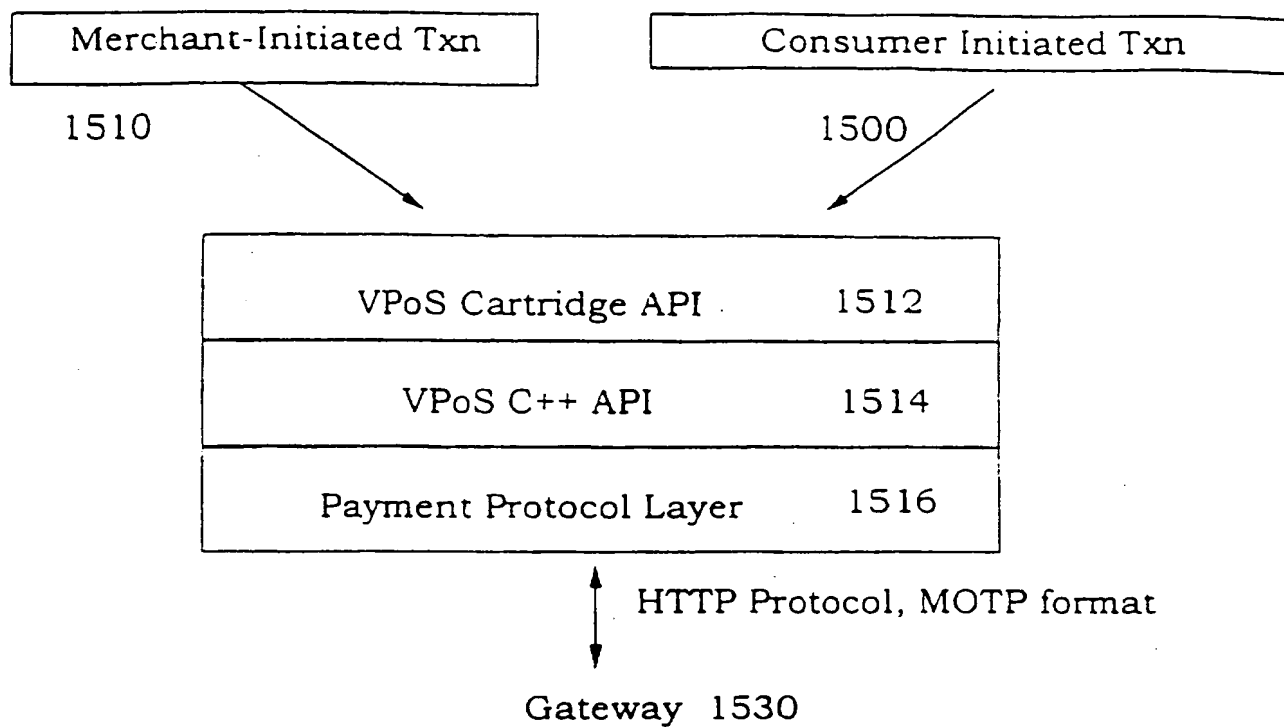 Merchant-Initiated Txn
Consumer Initiated Txn
1510
1500
VPoS Cartridge API 1512
VPoS C++ API 1514
Payment Protocol Layer 1516
HTTP Protocol, MOTP format
Gateway 1530